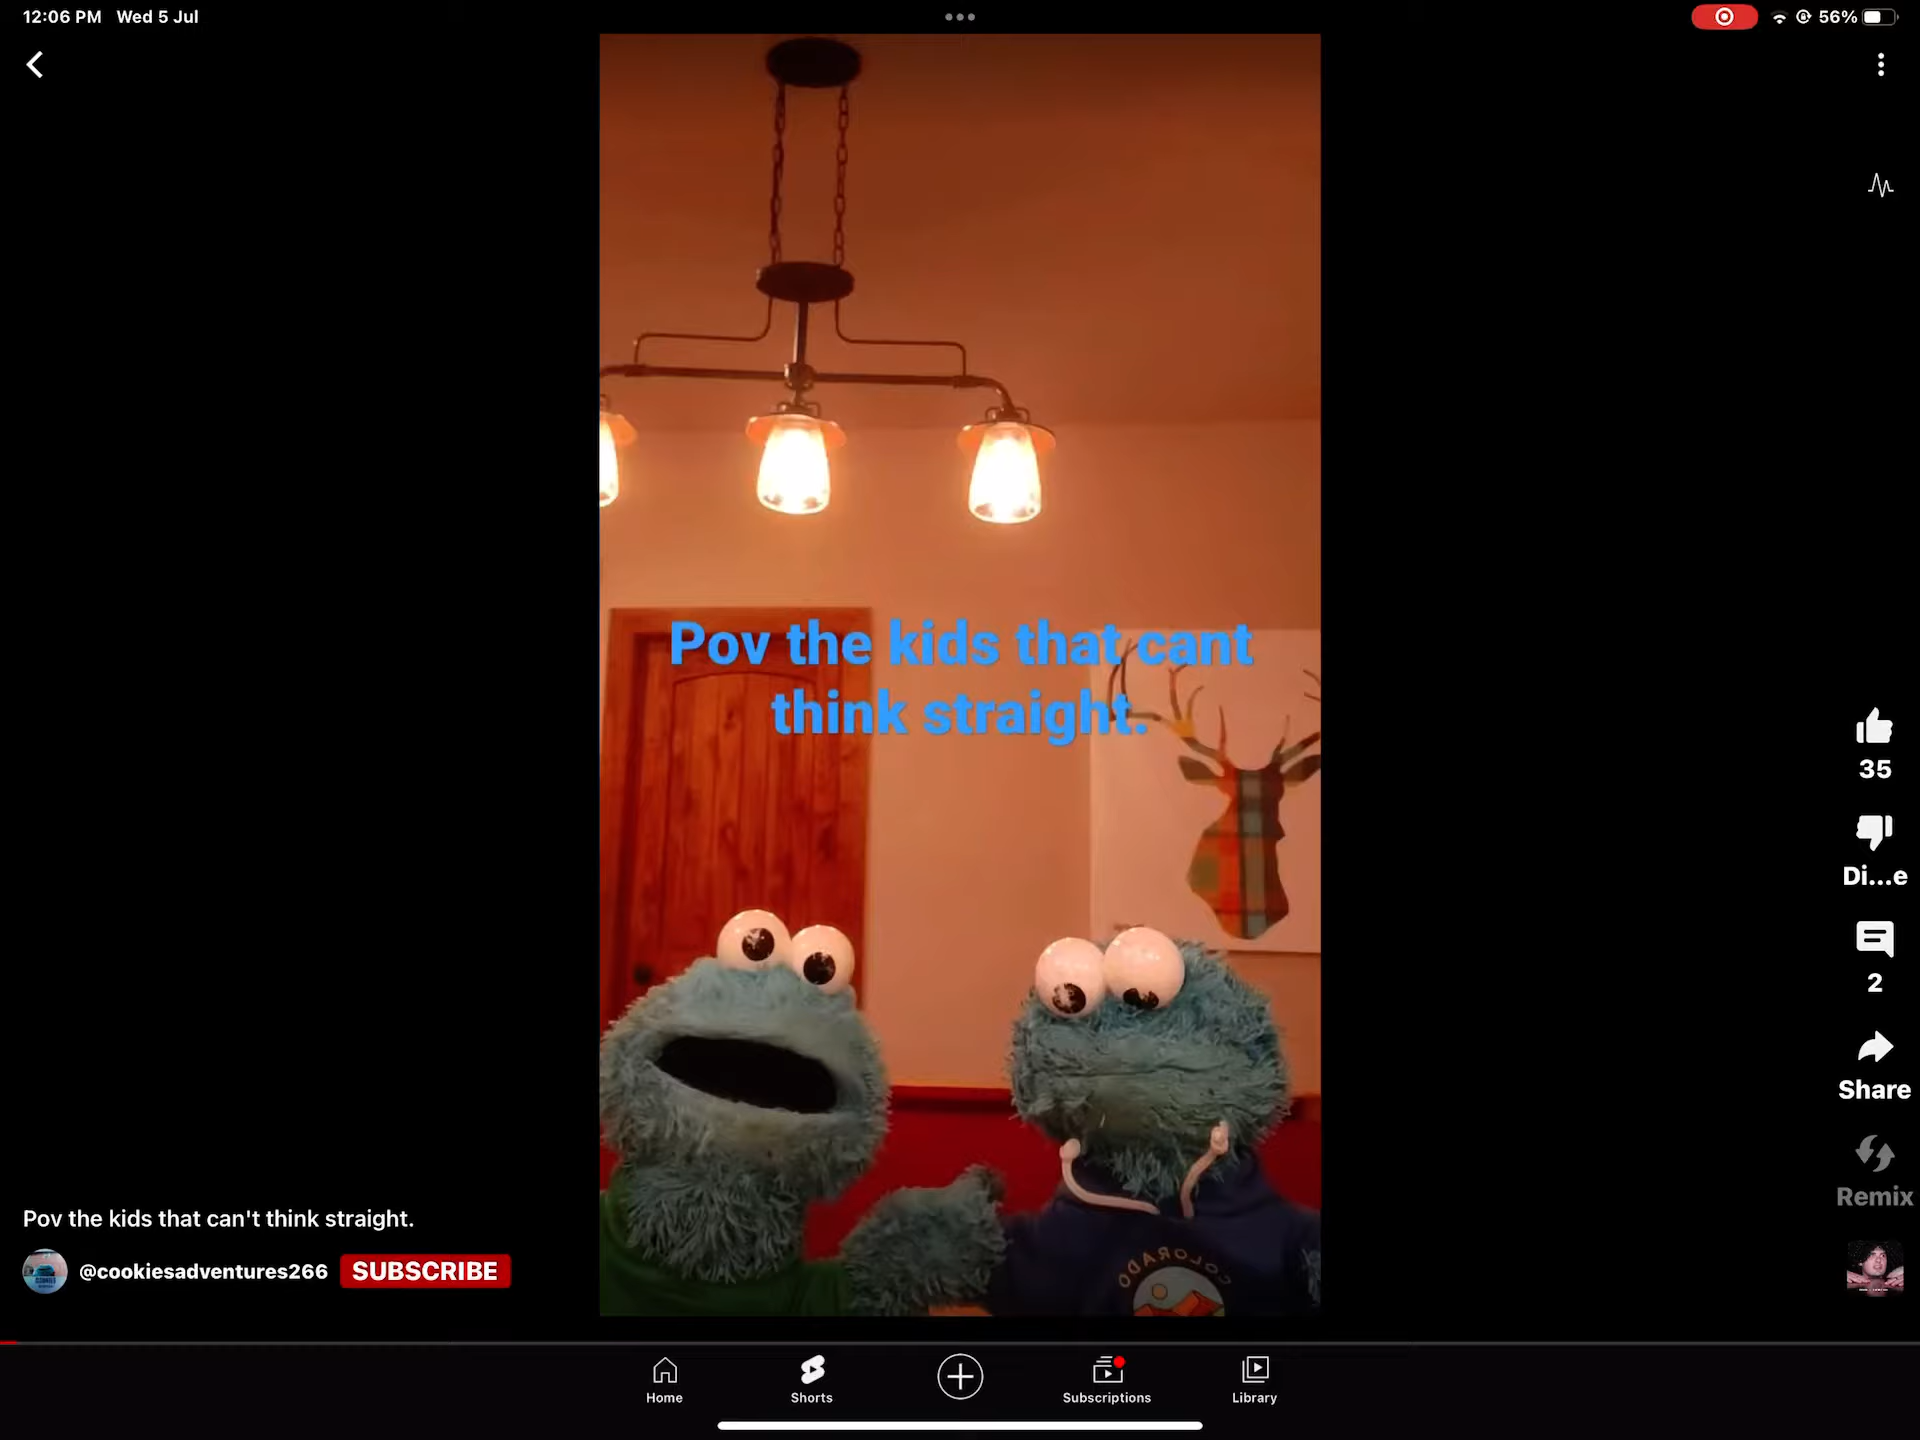 12:06 PM Wed 5 Jul
56%
Pov the kids that cant
think straight.
35
Di...e
2
Share
Remix
COLORADO
Pov the kids that can't think straight.
@cookiesadventures266 SUBSCRIBE
Home
Shorts
Subscriptions
Library